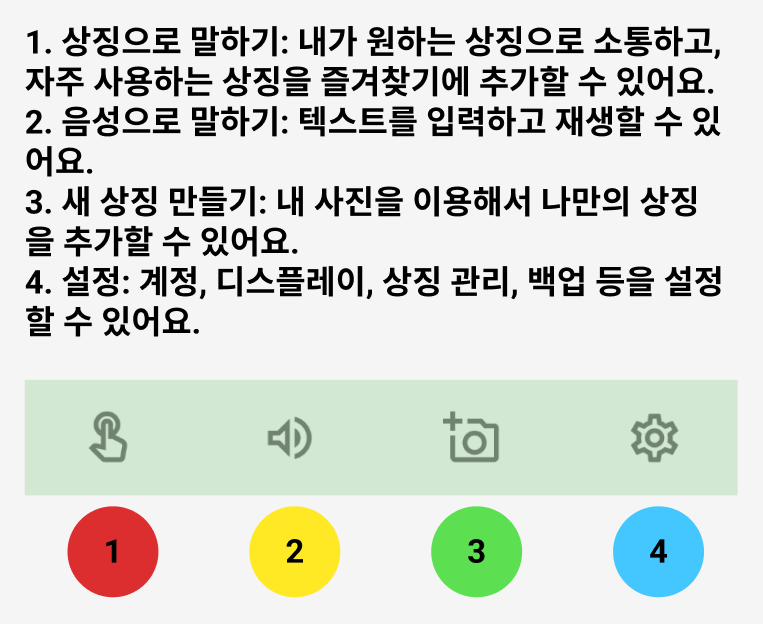 1. 상징으로 말하기: 내가 원하는 상징으로 소통하고,
자주 사용하는 상징을 즐겨찾기에 추가할 수 있어요.
2. 음성으로 말하기: 텍스트를 입력하고 재생할 수 있
어요.
3. 새 상징 만들기: 내 사진을 이용해서 나만의 상징
을 추가할 수 있어요.
4. 설정: 계정, 디스플레이, 상징 관리, 백업 등을 설정
할 수 있어요.
1 2 3 4